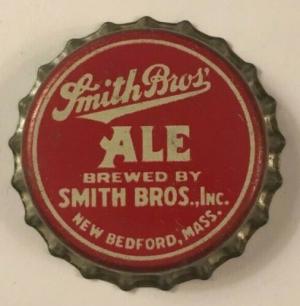 Smith Bros'
ALE
BREWED BY
SMITH BROS., INC.
NEW BEDFORD, MASS.